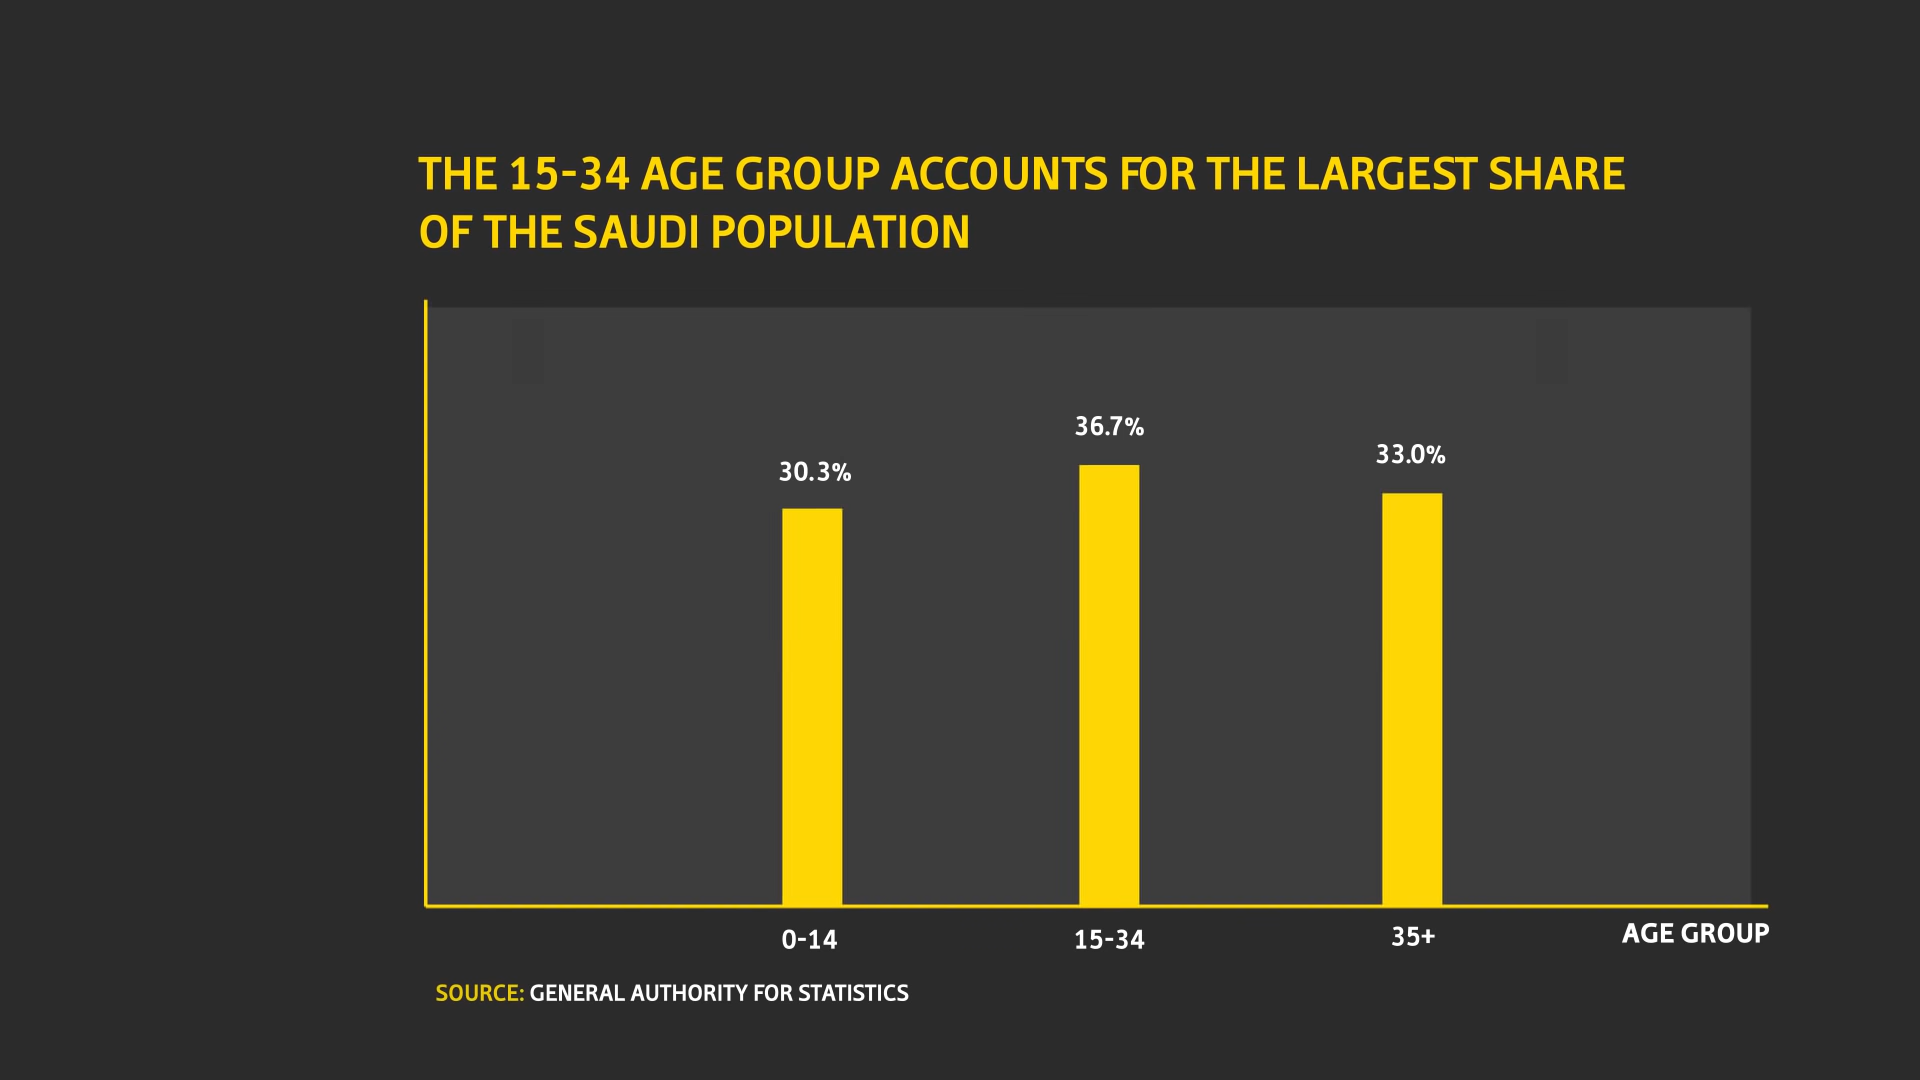 THE 15-34 AGE GROUP ACCOUNTS FOR THE LARGEST SHARE
OF THE SAUDI POPULATION
30.3%
36.7%
33.0%
0-14
15-34
35+
AGE GROUP
SOURCE: GENERAL AUTHORITY FOR STATISTICS